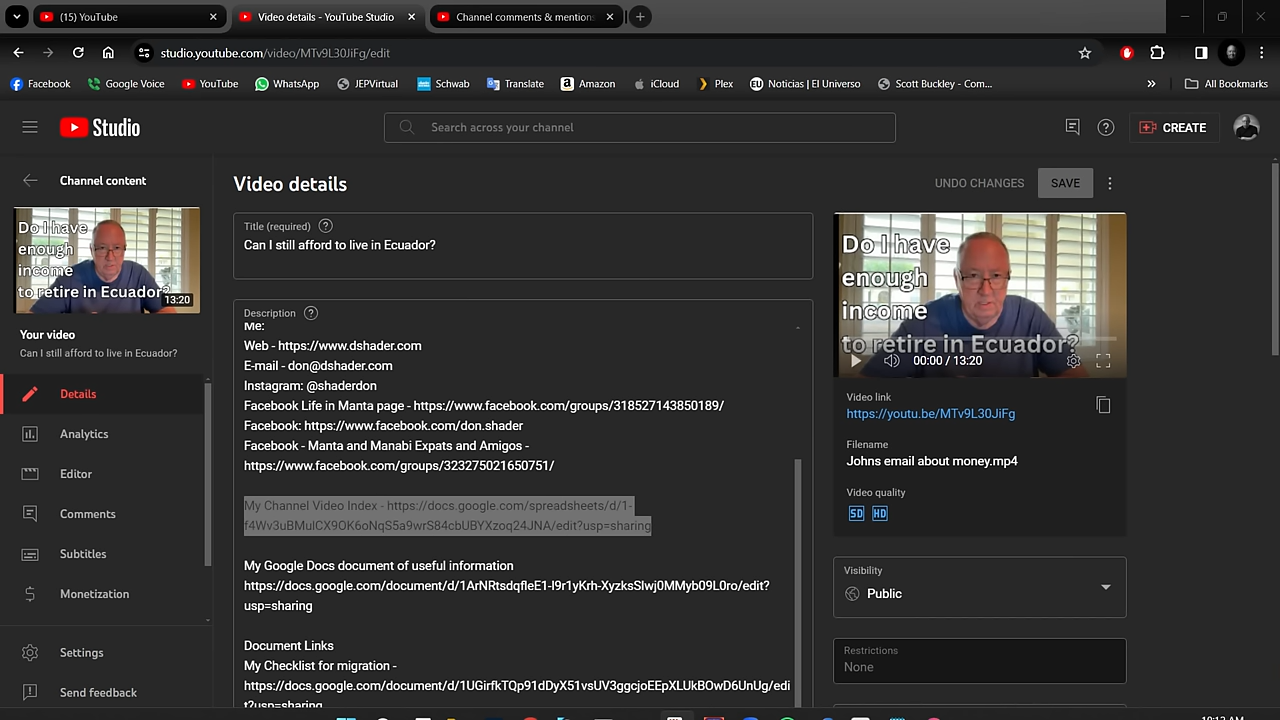 (15) YouTube
Video details - YouTube Studio
Channel comments & mentions
studio.youtube.com/video/MTv9L30JiFg/edit
Facebook
Google Voice
YouTube
WhatsApp
JEPVirtual
Schwab
Translate
Amazon
iCloud
Plex
Noticias | El Universo
Scott Buckley - Com...
All Bookmarks
Studio
Search across your channel
CREATE
Channel content
Do I have
enough
income
to retire in Ecuador?
13:20
Your video
Can I still afford to live in Ecuador?
Details
Analytics
Editor
Comments
Subtitles
Monetization
Settings
Send feedback
Video details
UNDO CHANGES
SAVE
Title (required)
Can I still afford to live in Ecuador?
Description
Me:
Web - https://www.dshader.com
E-mail - don@dshader.com
Instagram: @shaderdon
Facebook Life in Manta page - https://www.facebook.com/groups/318527143850189/
Facebook: https://www.facebook.com/don.shader
Facebook - Manta and Manabi Expats and Amigos -
https://www.facebook.com/groups/323275021650751/
My Channel Video Index - https://docs.google.com/spreadsheets/d/1-
f4Wv3uBMulCX9OK6oNqS5a9wrS84cbUBYXzoq24JNA/edit?usp=sharing
My Google Docs document of useful information
https://docs.google.com/document/d/1ArNRtsdqfleE1-l9r1yKrh-XyzksSlwj0MMyb09L0ro/edit?
usp=sharing
Document Links
My Checklist for migration -
https://docs.google.com/document/d/1UGirfkTQp91dDyX51vsUV3ggcjoEEpXLUkBOwD6UnUg/edi
t?usp=sharing
Do I have
enough
income
to retire in Ecuador?
00:00 / 13:20
Video link
https://youtu.be/MTv9L30JiFg
Filename
Johns email about money.mp4
Video quality
SD
HD
Visibility
Public
Restrictions
None
10:12 AM